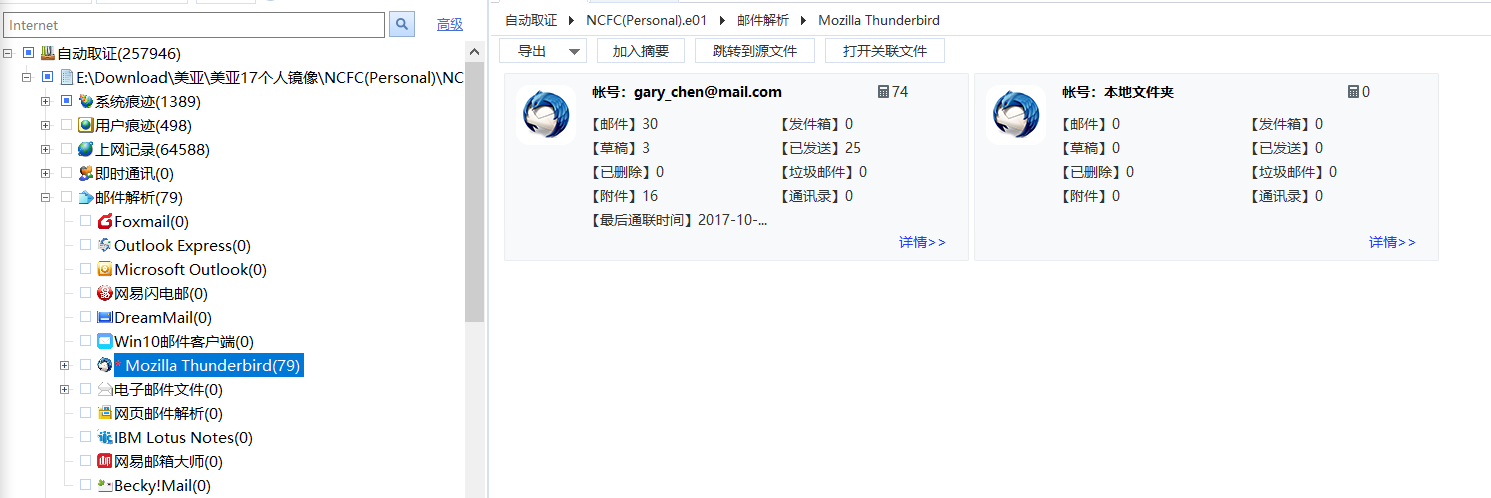 Internet
高级
自动取证(257946)
E:\Download\美亚\美亚17个人镜像\NCFC(Personal)\NC
系统痕迹(1389)
用户痕迹(498)
上网记录(64588)
即时通讯(0)
邮件解析(79)
Foxmail(0)
Outlook Express(0)
Microsoft Outlook(0)
网易闪电邮(0)
DreamMail(0)
Win10邮件客户端(0)
* Mozilla Thunderbird(79)
电子邮件文件(0)
网页邮件解析(0)
IBM Lotus Notes(0)
网易邮箱大师(0)
Becky!Mail(0)
自动取证 NCFC(Personal).e01 邮件解析 Mozilla Thunderbird
导出 加入摘要 跳转到源文件 打开关联文件
帐号：gary_chen@mail.com 74
【邮件】30 【发件箱】0
【草稿】3 【已发送】25
【已删除】0 【垃圾邮件】0
【附件】16 【通讯录】0
【最后通联时间】2017-10-...
详情>>
帐号：本地文件夹 0
【邮件】0 【发件箱】0
【草稿】0 【已发送】0
【已删除】0 【垃圾邮件】0
【附件】0 【通讯录】0
详情>>